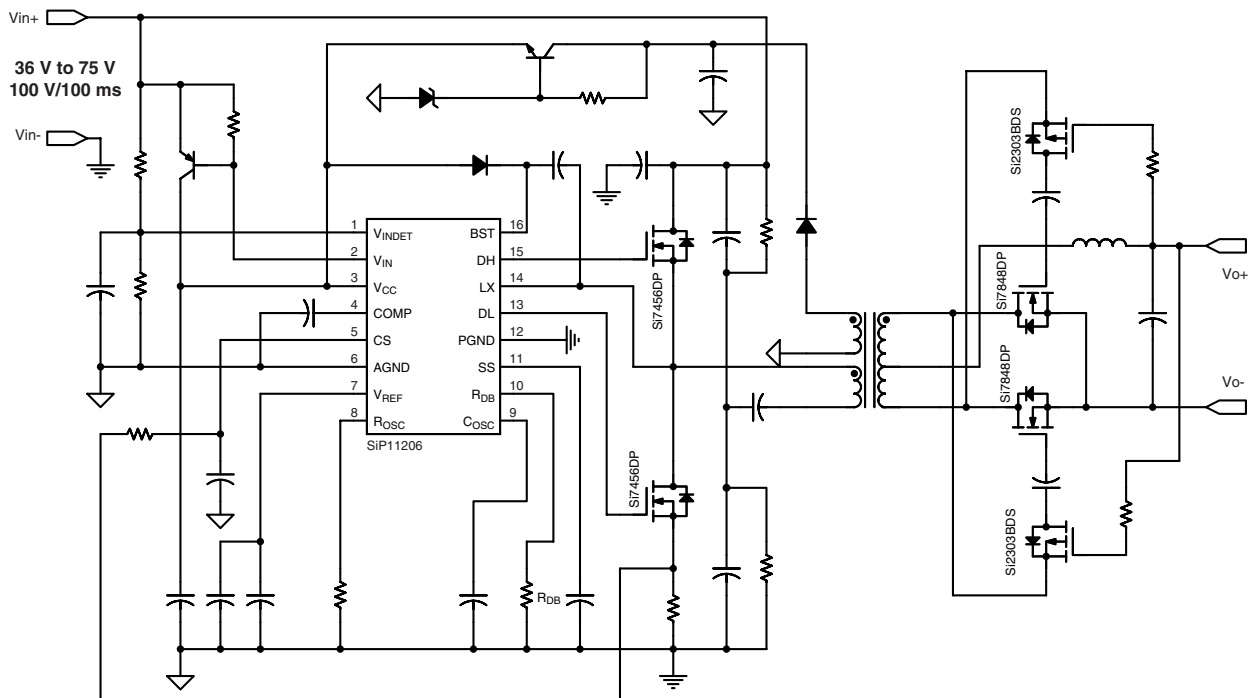 Vin+
36 V to 75 V
100 V/100 ms
Vin-
1 VINDET BST 16
2 VIN DH 15
3 VCC LX 14
4 COMP DL 13
5 CS PGND 12
6 AGND SS 11
7 VREF RDB 10
8 ROSC COSC 9
SiP11206
RDB
Si7456DP
Si7456DP
Si2303BDS
Si7848DP
Si7848DP
Si2303BDS
Vo+
Vo-